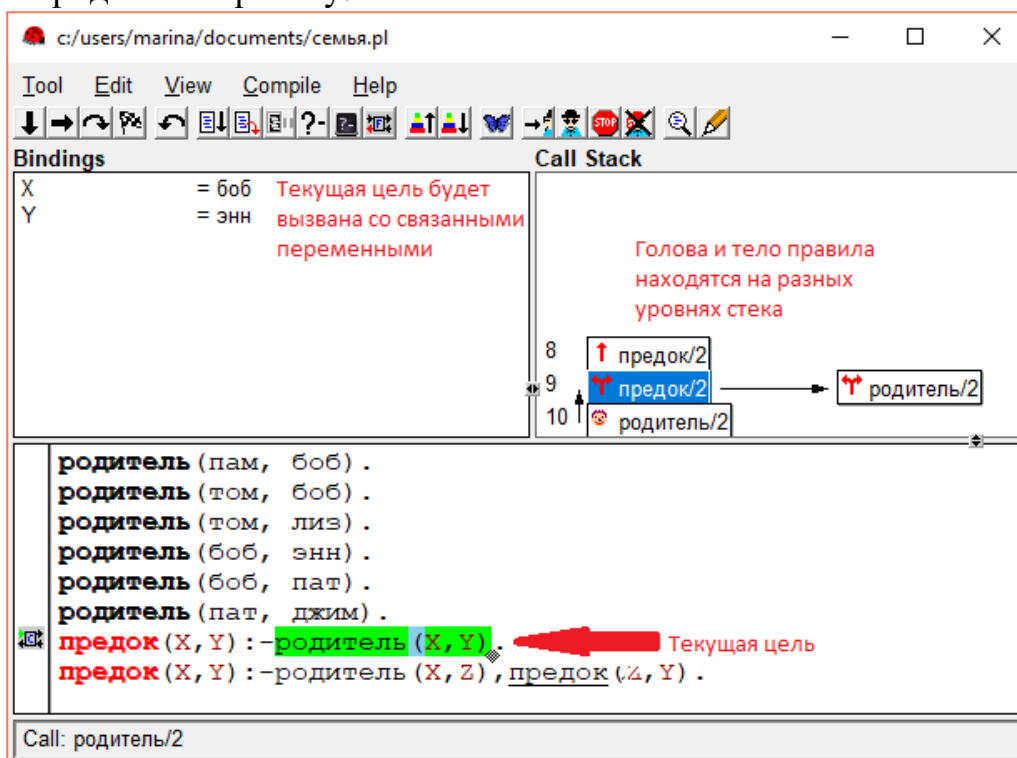 c:/users/marina/documents/семья.pl
Tool Edit View Compile Help
Bindings
Call Stack
X = боб
Y = энн
Текущая цель будет
вызвана со связанными
переменными
Голова и тело правила
находятся на разных
уровнях стека
8 предок/2
9 предок/2 родитель/2
10 родитель/2
родитель(пам, боб).
родитель(том, боб).
родитель(том, лиз).
родитель(боб, энн).
родитель(боб, пат).
родитель(пат, джим).
предок(X,Y):-родитель(X,Y). Текущая цель
предок(X,Y):-родитель(X,Z),предок(Z,Y).
Call: родитель/2